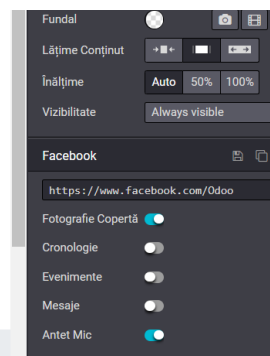 Fundal
Lățime Conținut
Înălțime Auto 50% 100%
Vizibilitate Always visible
Facebook
https://www.facebook.com/Odoo
Fotografie Copertă
Cronologie
Evenimente
Mesaje
Antet Mic